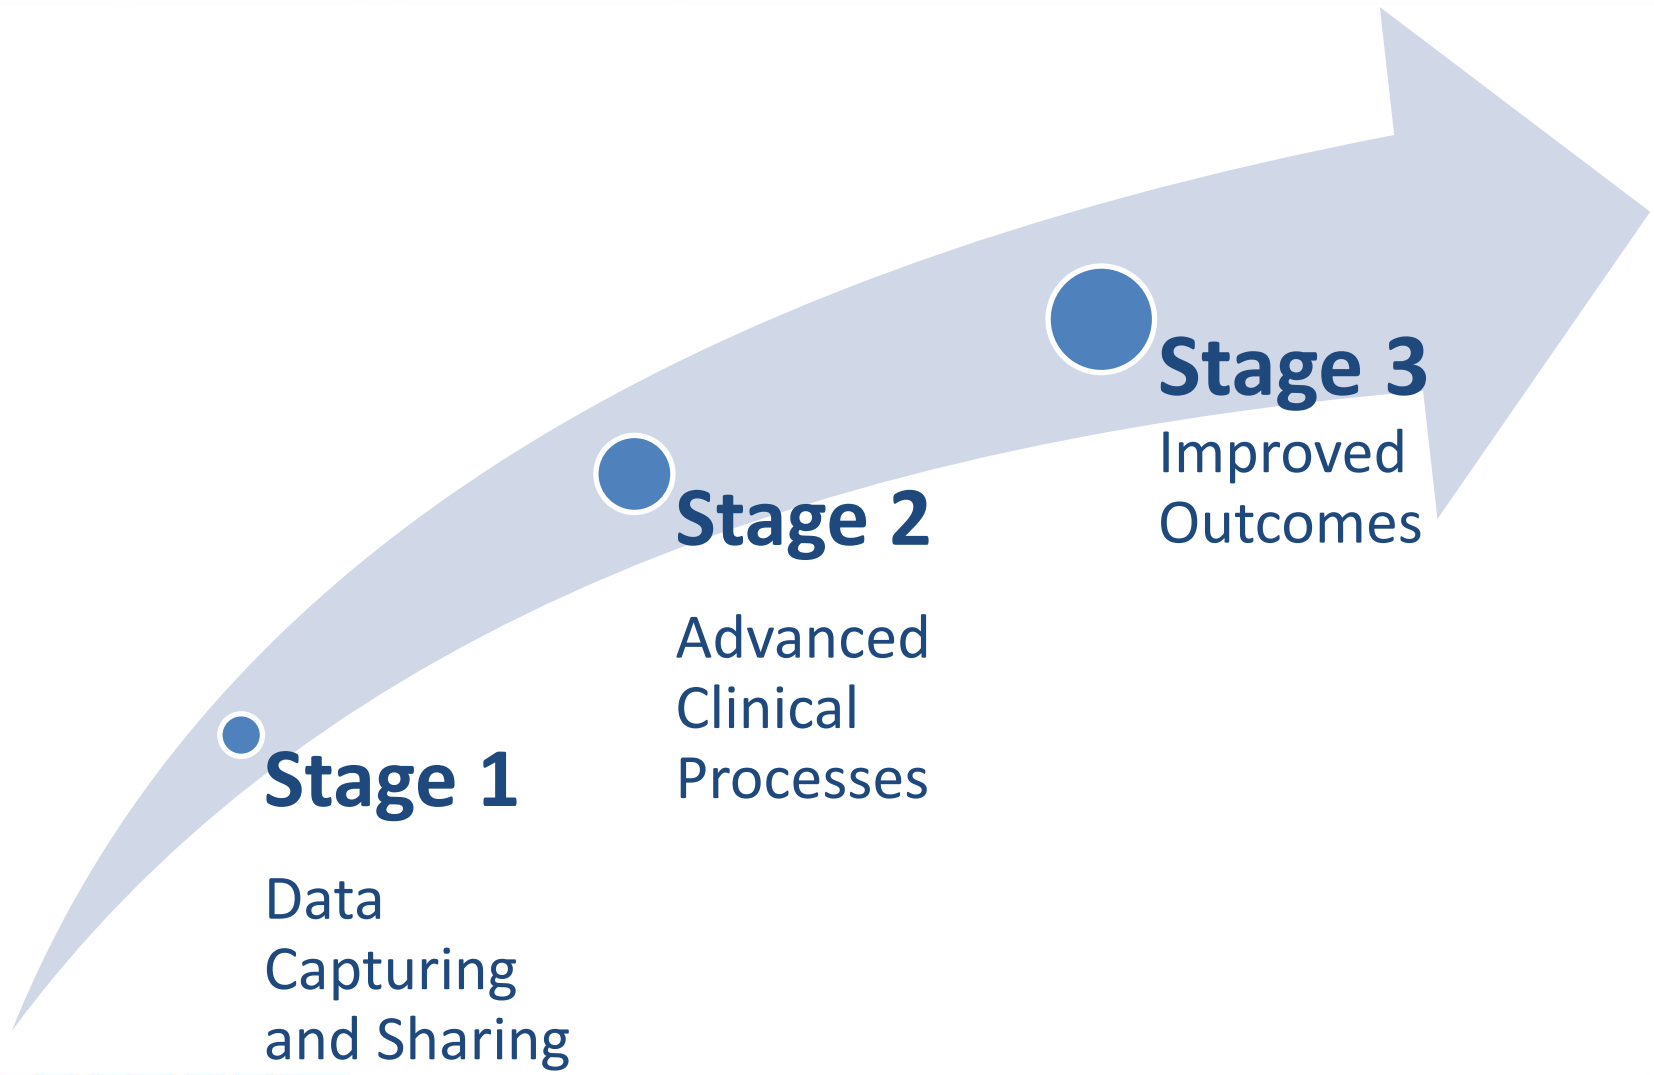 Stage 1
Data
Capturing
and Sharing
Stage 2
Advanced
Clinical
Processes
Stage 3
Improved
Outcomes